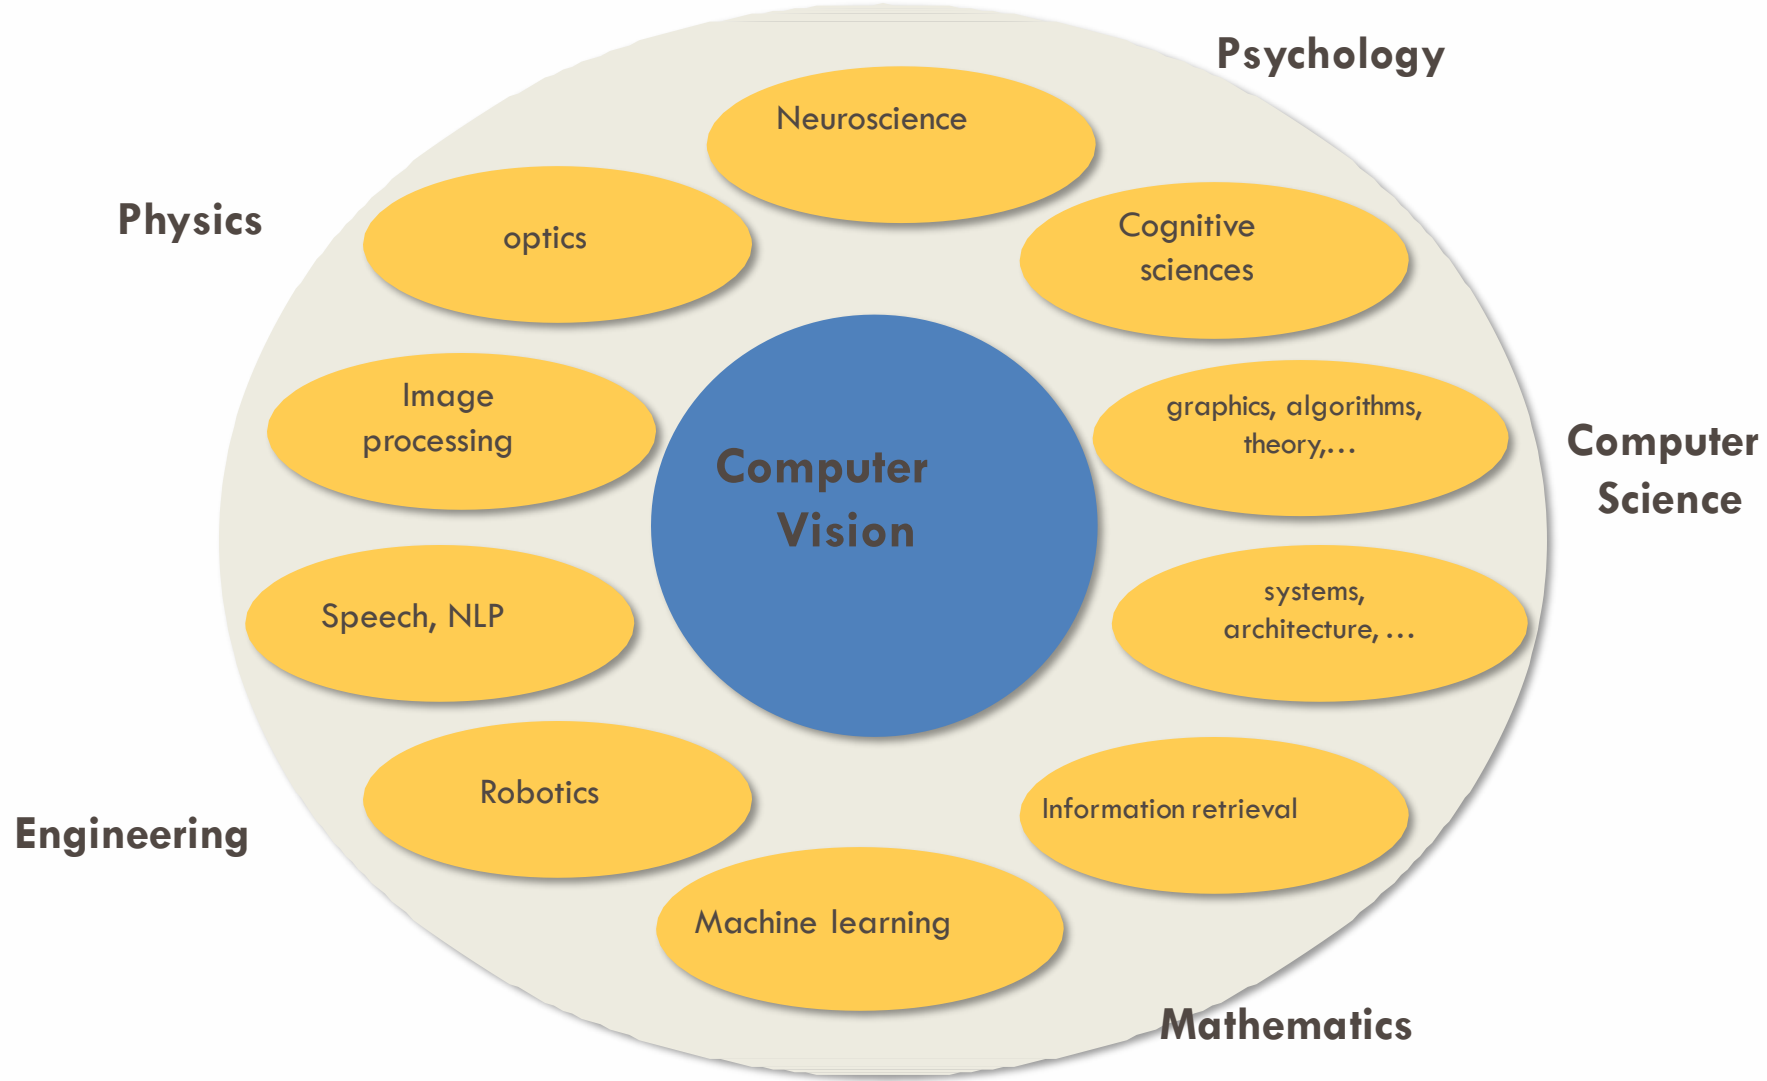 Psychology
Neuroscience
Physics
optics
Cognitive
sciences
Image
processing
graphics, algorithms,
theory,...
Computer
Science
Computer
Vision
Speech, NLP
systems,
architecture, ...
Robotics
Information retrieval
Engineering
Machine learning
Mathematics